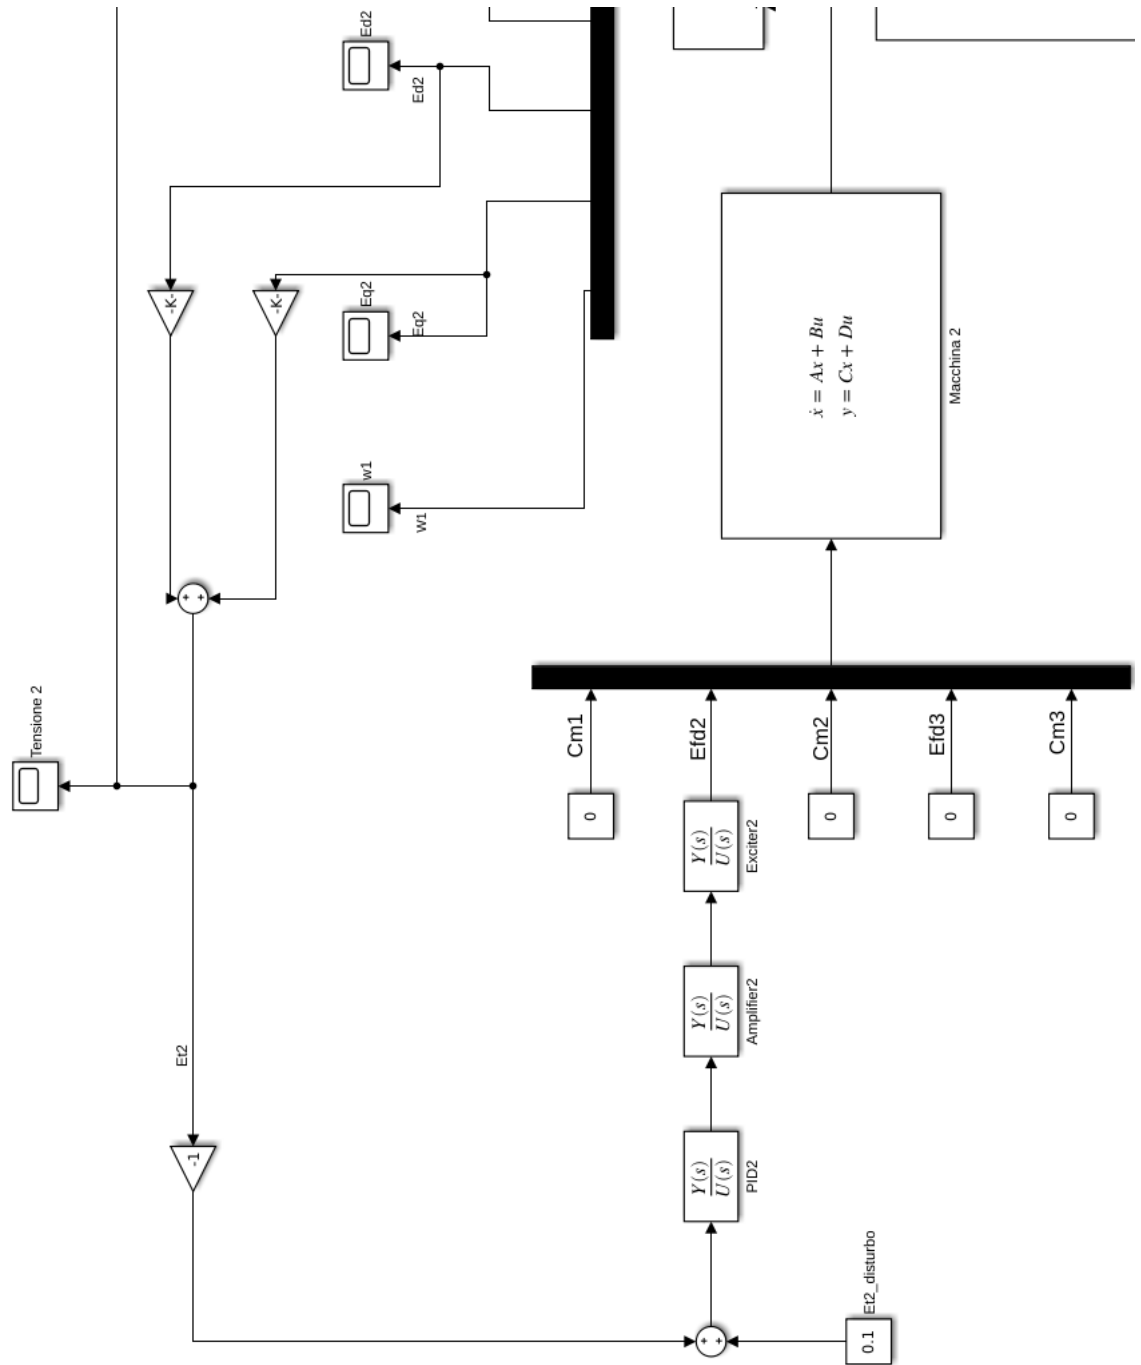 Ed2
Ed2
-K-
-K-
Eq2
Eq2
w1
W1
+
+
Tensione 2
ẋ = Ax + Bu
y = Cx + Du
Macchina 2
Cm1
Efd2
Cm2
Efd3
Cm3
0
0
0
0
Y(s)
U(s)
Exciter2
Y(s)
U(s)
Amplifier2
Y(s)
U(s)
PID2
Et2
-1
+
+
0.1
Et2_disturbo